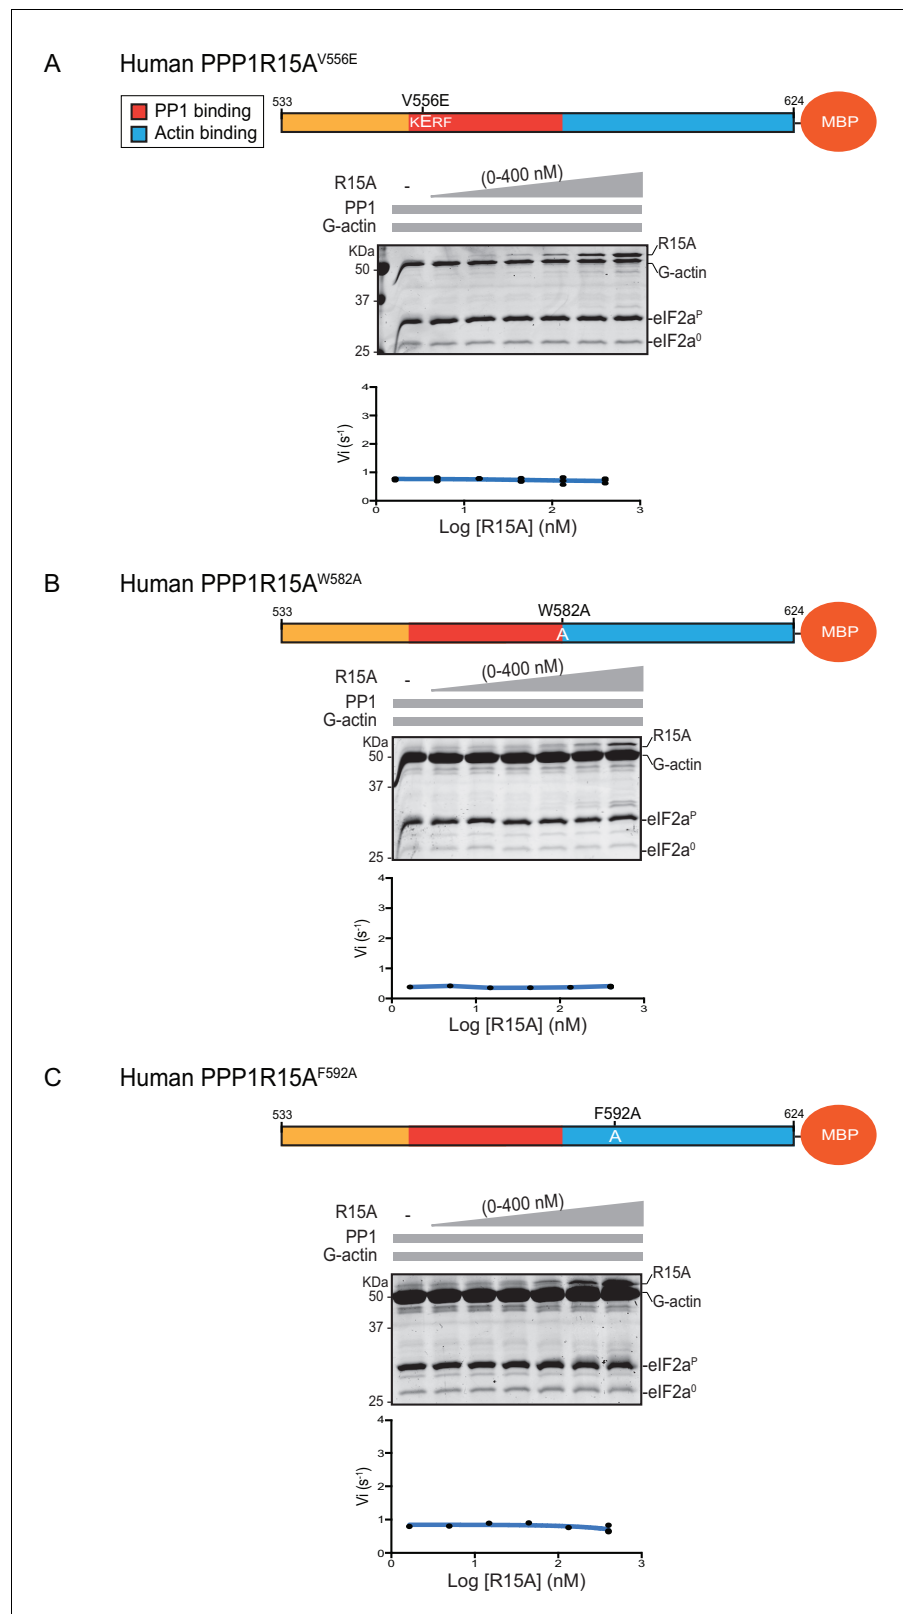 A Human PPP1R15A^V556E
PP1 binding
Actin binding
533 V556E 624
KERF MBP
R15A - (0-400 nM)
PP1
G-actin
KDa
50
37
25
R15A
G-actin
eIF2a^P
eIF2a^0
4
3
2
1
0
Vi (s^-1)
0 1 2 3
Log [R15A] (nM)
B Human PPP1R15A^W582A
533 W582A 624
A MBP
R15A - (0-400 nM)
PP1
G-actin
KDa
50
37
25
R15A
G-actin
eIF2a^P
eIF2a^0
4
3
2
1
0
Vi (s^-1)
0 1 2 3
Log [R15A] (nM)
C Human PPP1R15A^F592A
533 F592A 624
A MBP
R15A - (0-400 nM)
PP1
G-actin
KDa
50
37
25
R15A
G-actin
eIF2a^P
eIF2a^0
4
3
2
1
0
Vi (s^-1)
0 1 2 3
Log [R15A] (nM)